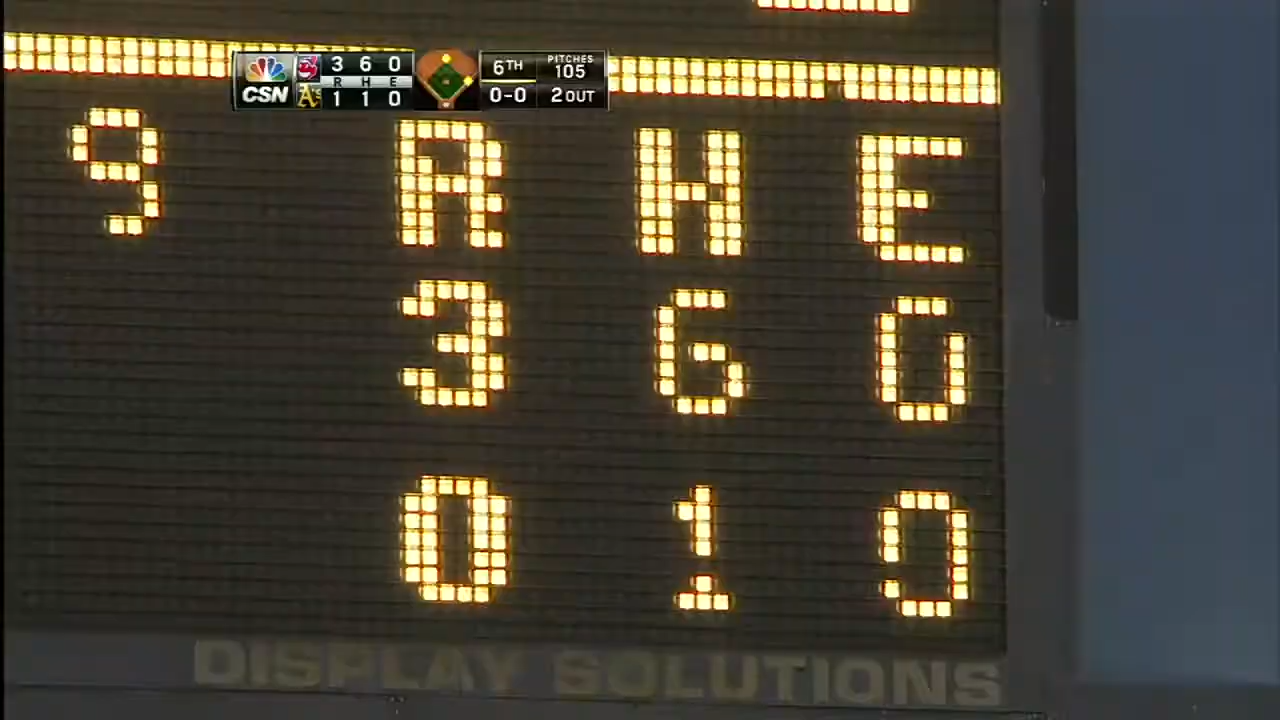 CSN 3 6 0 6TH PITCHES 105
R H E
A's 1 1 0 0-0 2 OUT
9 R H E
3 6 0
0 1 0
DISPLAY SOLUTIONS